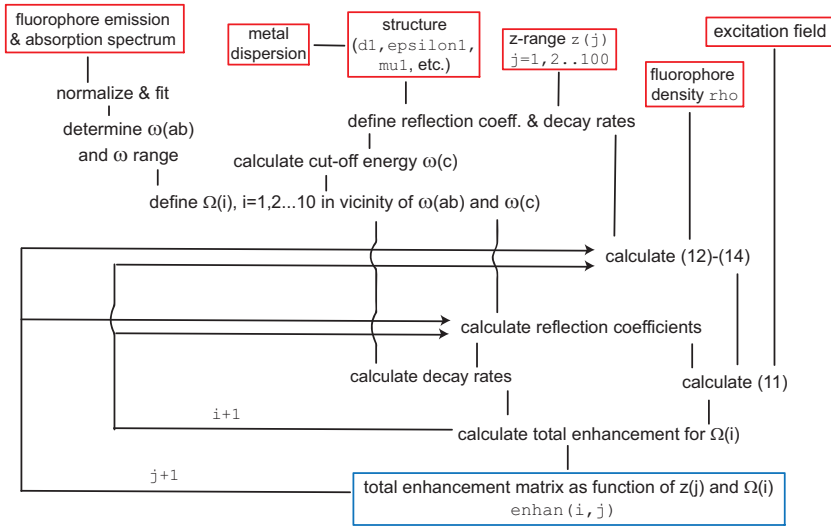 fluorophore emission
& absorption spectrum
metal
dispersion
structure
(d1,epsilon1,
mu1, etc.)
z-range z(j)
j=1,2..100
excitation field
fluorophore
density rho
normalize & fit
determine ω(ab)
and ω range
define reflection coeff. & decay rates
calculate cut-off energy ω(c)
define Ω(i), i=1,2...10 in vicinity of ω(ab) and ω(c)
calculate (12)-(14)
calculate reflection coefficients
calculate decay rates
calculate (11)
i+1
calculate total enhancement for Ω(i)
j+1
total enhancement matrix as function of z(j) and Ω(i)
enhan(i,j)